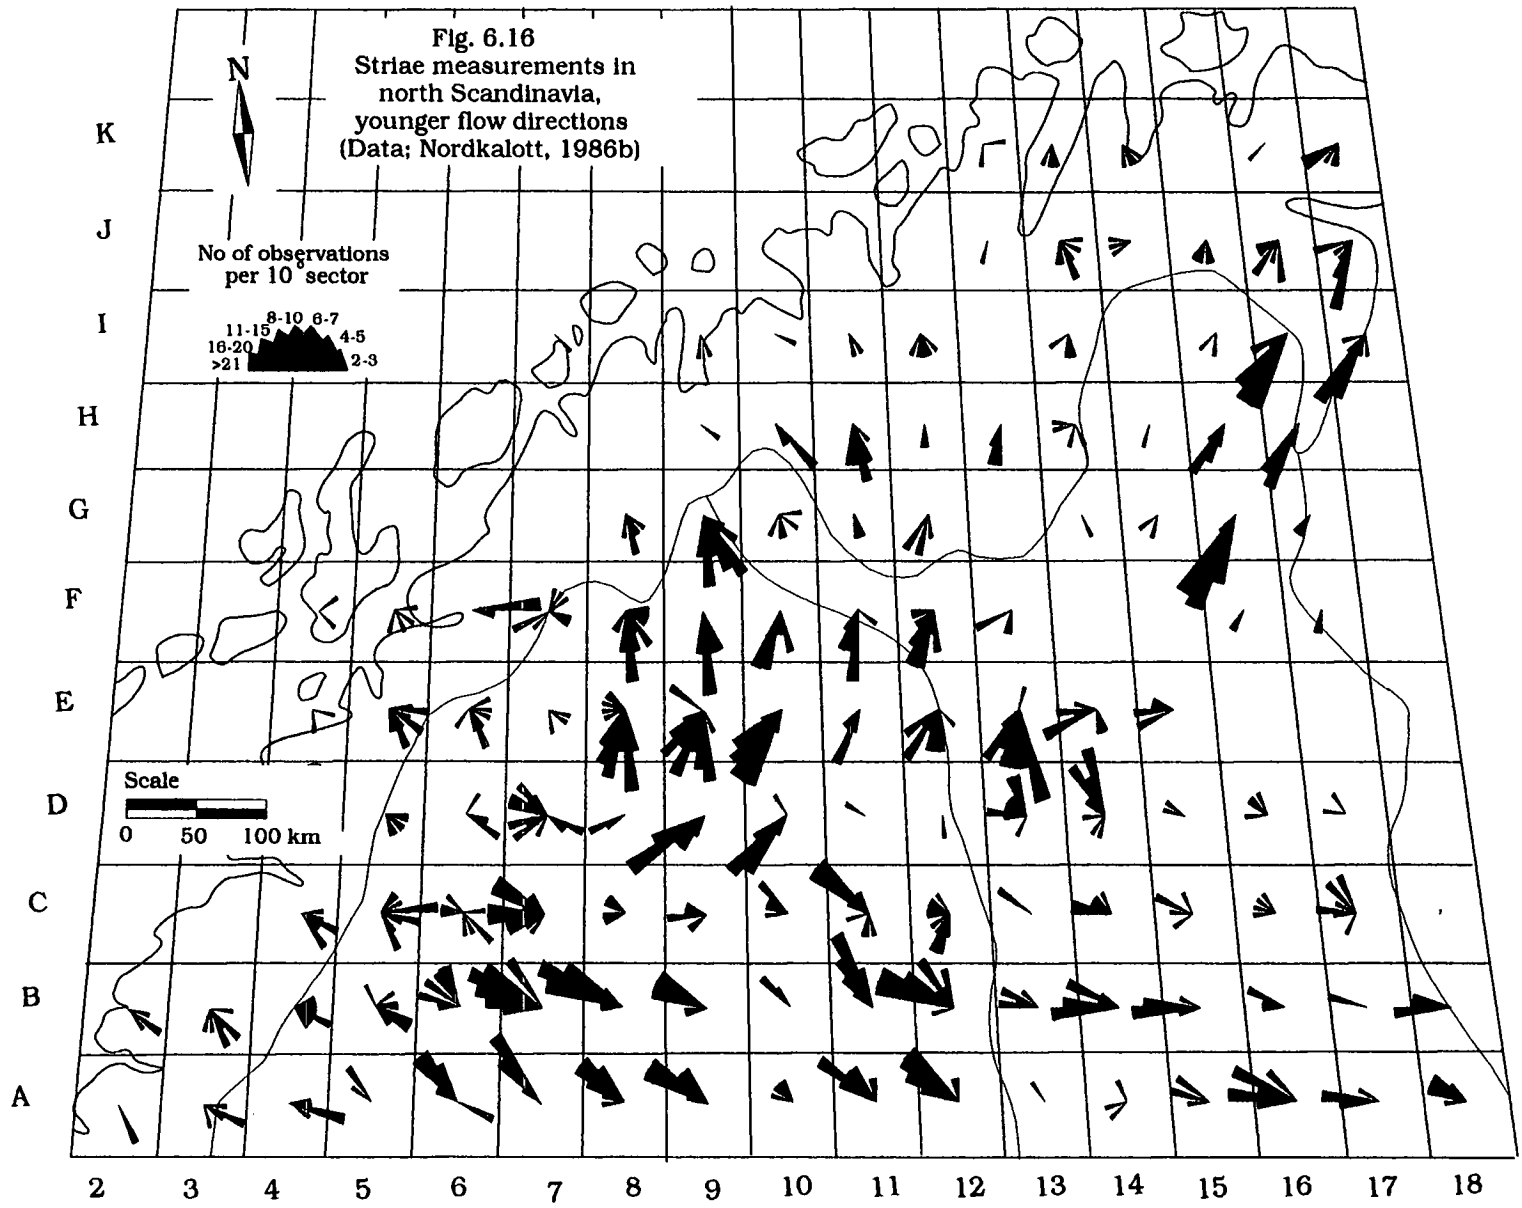 Fig. 6.16
Striae measurements in
north Scandinavia,
younger flow directions
(Data; Nordkalott, 1986b)
N
K
J
No of observations
per 10° sector
I
8-10 6-7
11-15 4-5
16-20 2-3
>21
H
G
F
E
Scale
D
0 50 100 km
C
B
A
2 3 4 5 6 7 8 9 10 11 12 13 14 15 16 17 18